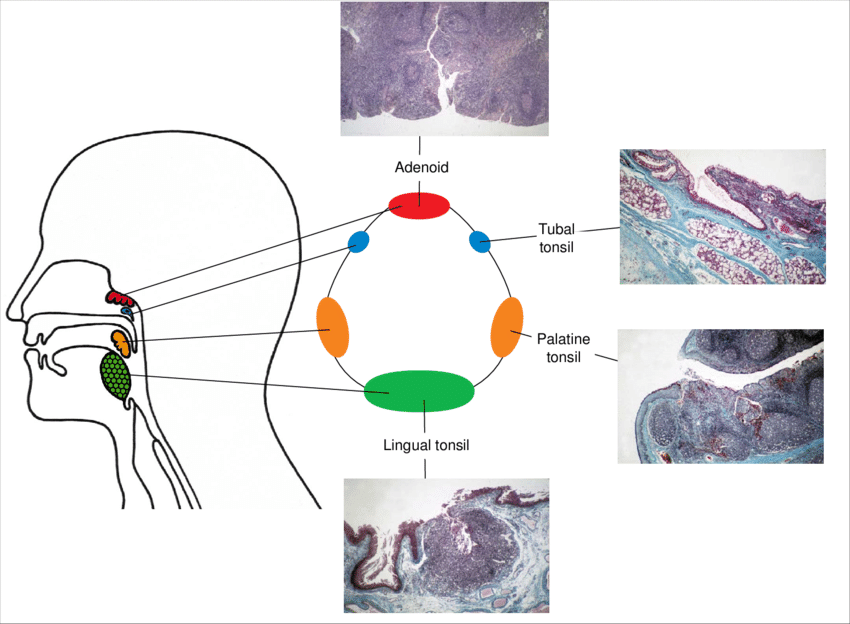 Adenoid
Tubal
tonsil
Palatine
tonsil
Lingual tonsil